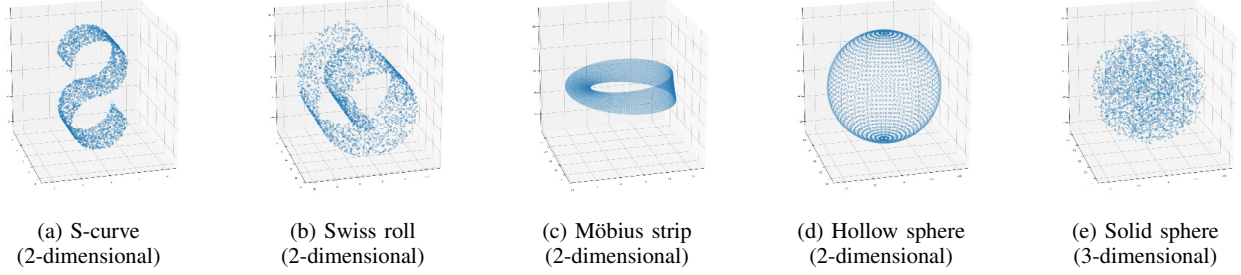 (a) S-curve
(2-dimensional)
(b) Swiss roll
(2-dimensional)
(c) Möbius strip
(2-dimensional)
(d) Hollow sphere
(2-dimensional)
(e) Solid sphere
(3-dimensional)